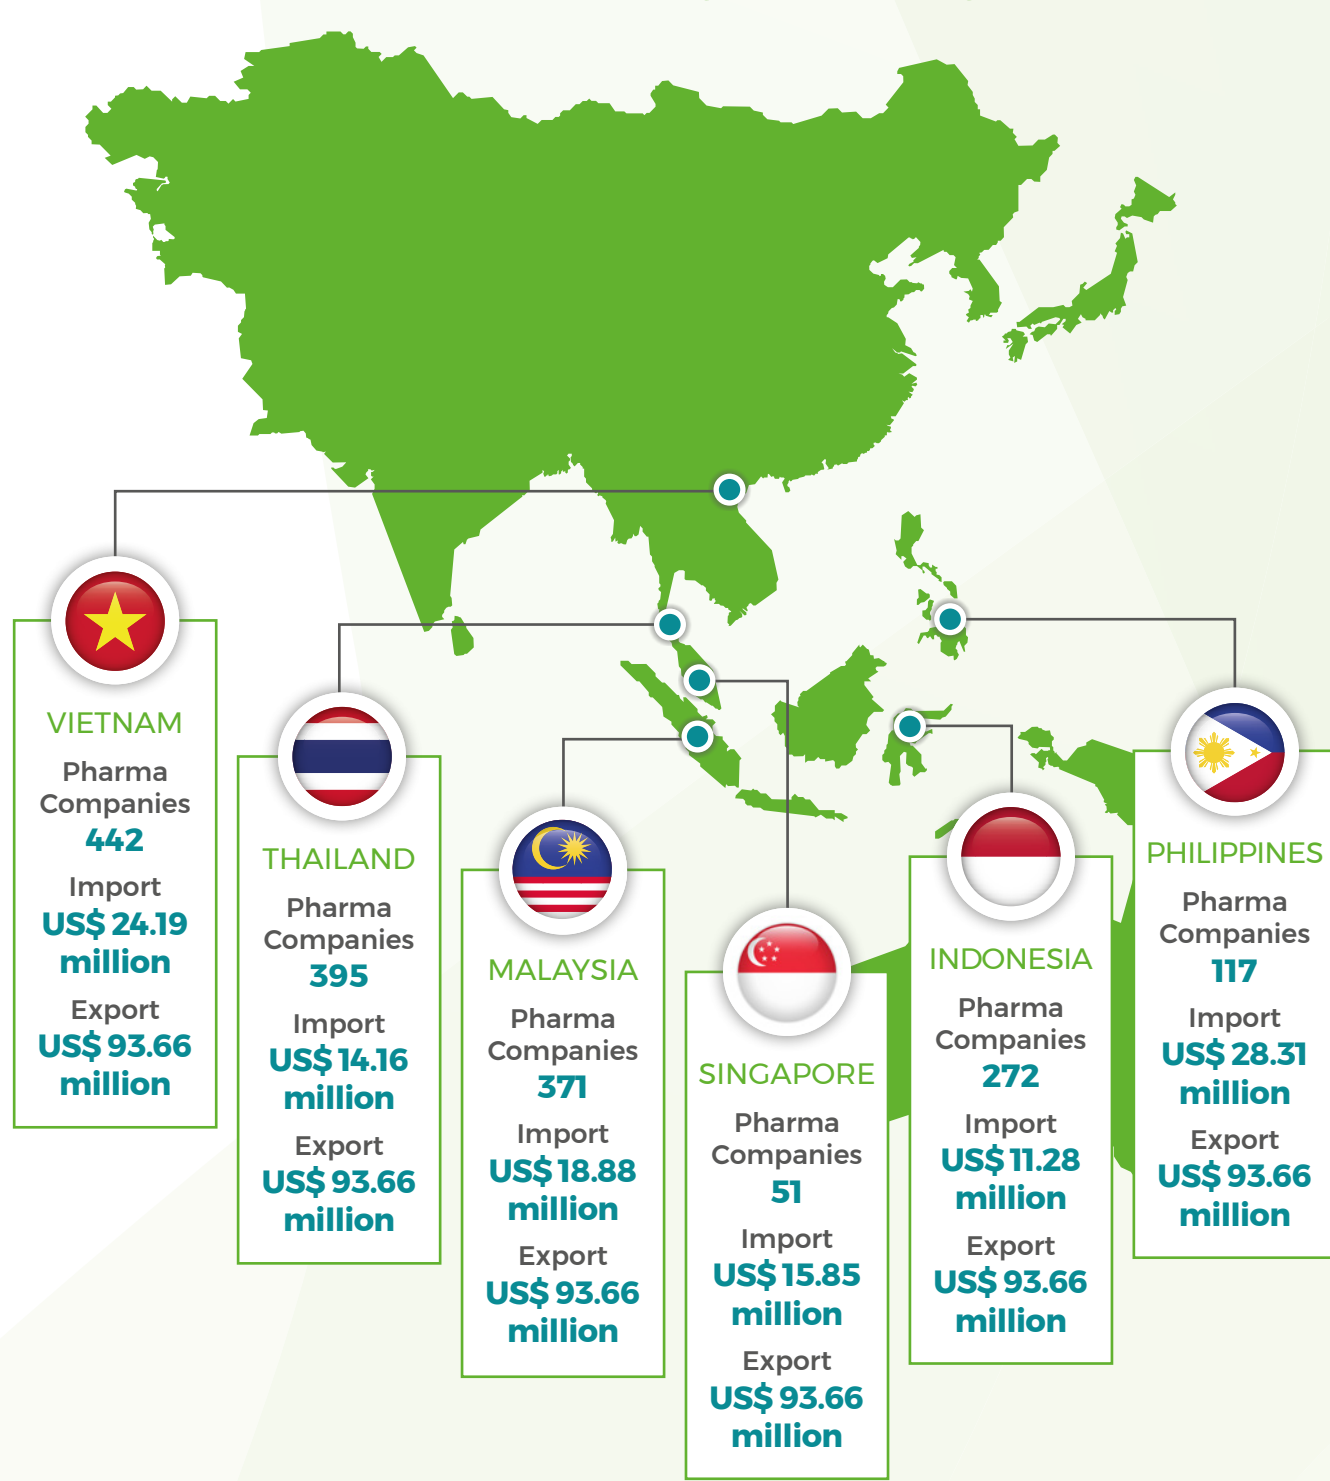 VIETNAM
Pharma
Companies
442
Import
US$ 24.19
million
Export
US$ 93.66
million
THAILAND
Pharma
Companies
395
Import
US$ 14.16
million
Export
US$ 93.66
million
MALAYSIA
Pharma
Companies
371
Import
US$ 18.88
million
Export
US$ 93.66
million
SINGAPORE
Pharma
Companies
51
Import
US$ 15.85
million
Export
US$ 93.66
million
INDONESIA
Pharma
Companies
272
Import
US$ 11.28
million
Export
US$ 93.66
million
PHILIPPINES
Pharma
Companies
117
Import
US$ 28.31
million
Export
US$ 93.66
million